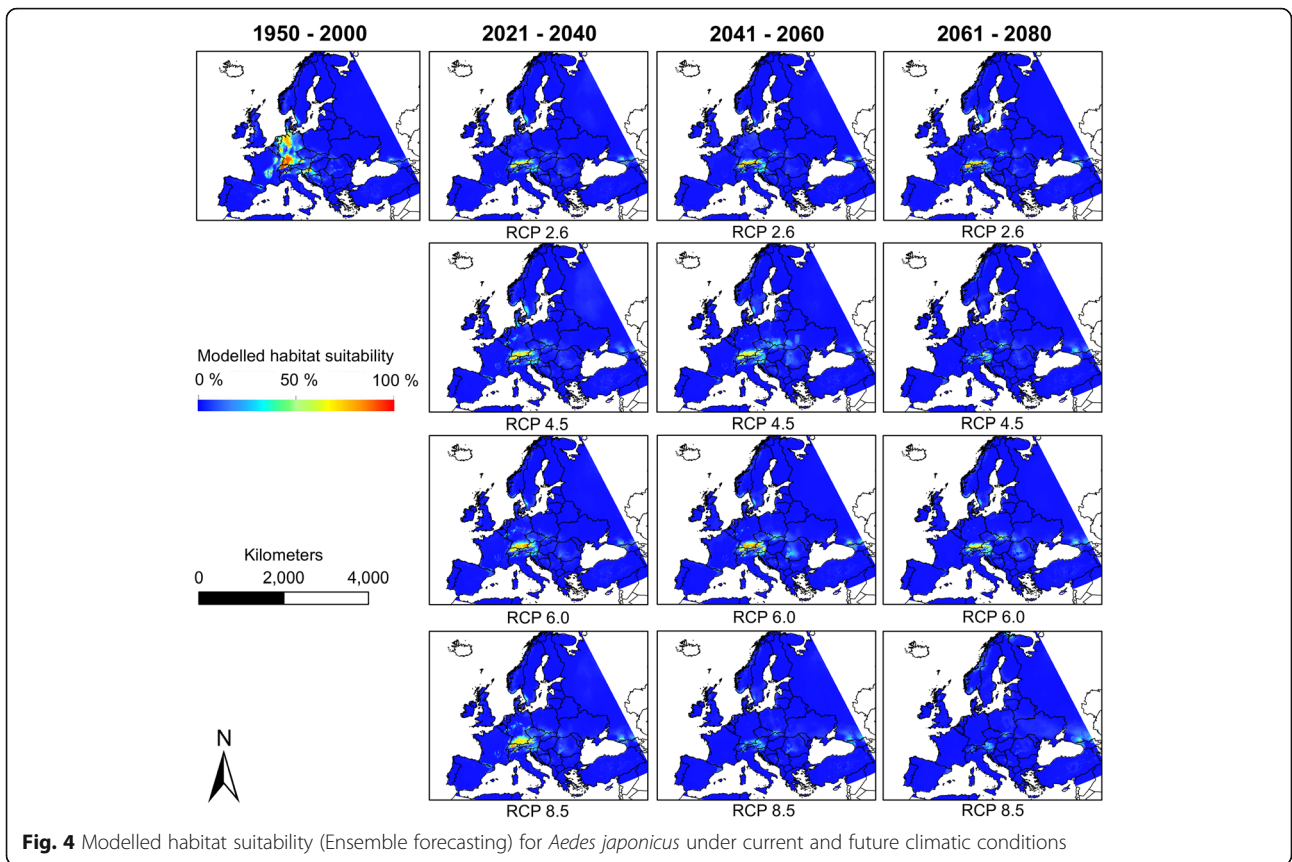 1950 - 2000 2021 - 2040 2041 - 2060 2061 - 2080
RCP 2.6 RCP 2.6 RCP 2.6
Modelled habitat suitability
0 % 50 % 100 %
RCP 4.5 RCP 4.5 RCP 4.5
Kilometers
0 2,000 4,000
RCP 6.0 RCP 6.0 RCP 6.0
N
RCP 8.5 RCP 8.5 RCP 8.5
Fig. 4 Modelled habitat suitability (Ensemble forecasting) for Aedes japonicus under current and future climatic conditions